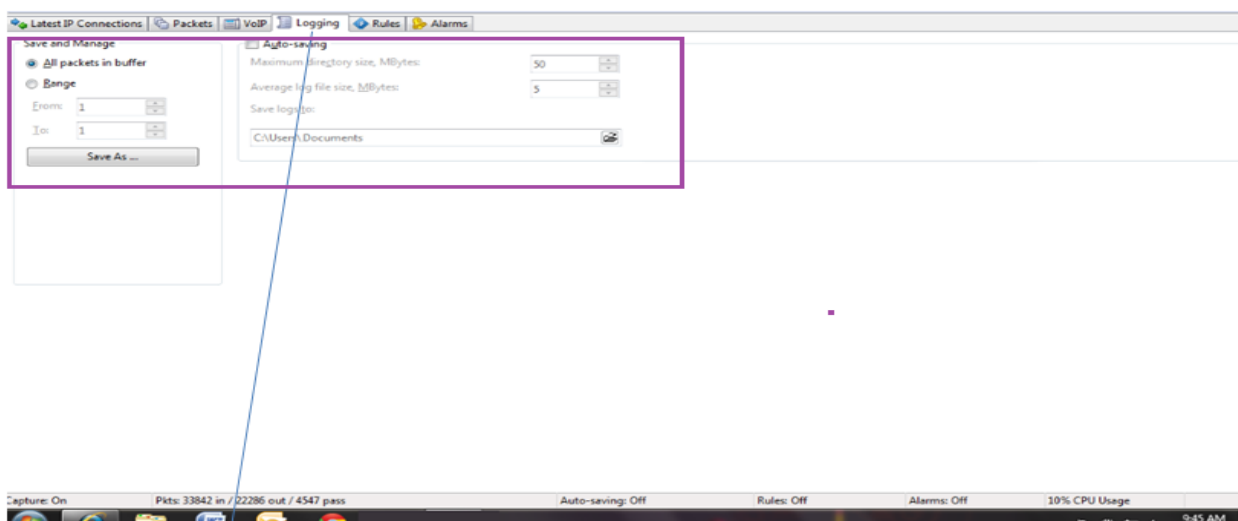 Latest IP Connections Packets VoIP Logging Rules Alarms
Save and Manage
All packets in buffer
Range
From: 1
To: 1
Save As ...
Auto-saving
Maximum directory size, MBytes: 50
Average log file size, MBytes: 5
Save logs to:
C:\User\ Documents
Capture: On Pkts: 33842 in / 22286 out / 4547 pass Auto-saving: Off Rules: Off Alarms: Off 10% CPU Usage
9:45 AM